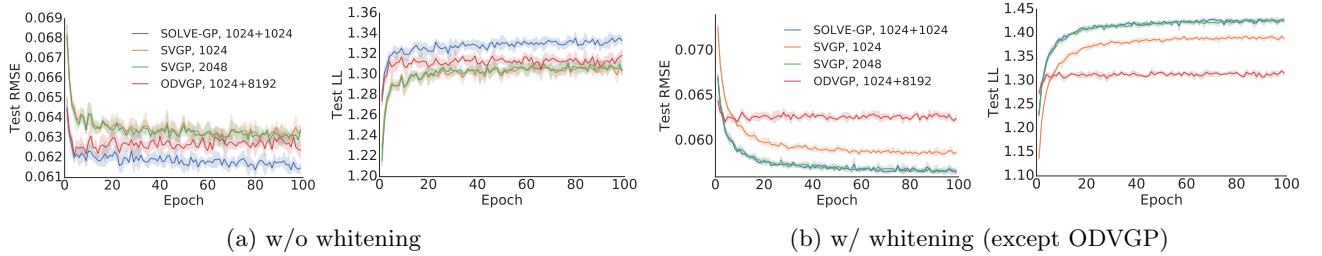 0.069
0.068
0.067
0.066
0.065
0.064
0.063
0.062
0.061
Test RMSE
0 20 40 60 80 100
Epoch
SOLVE-GP, 1024+1024
SVGP, 1024
SVGP, 2048
ODVGP, 1024+8192
1.36
1.34
1.32
1.30
1.28
1.26
1.24
1.22
1.20
Test LL
0 20 40 60 80 100
Epoch
(a) w/o whitening
0.070
0.065
0.060
Test RMSE
0 20 40 60 80 100
Epoch
SOLVE-GP, 1024+1024
SVGP, 1024
SVGP, 2048
ODVGP, 1024+8192
1.45
1.40
1.35
1.30
1.25
1.20
1.15
1.10
Test LL
0 20 40 60 80 100
Epoch
(b) w/ whitening (except ODVGP)